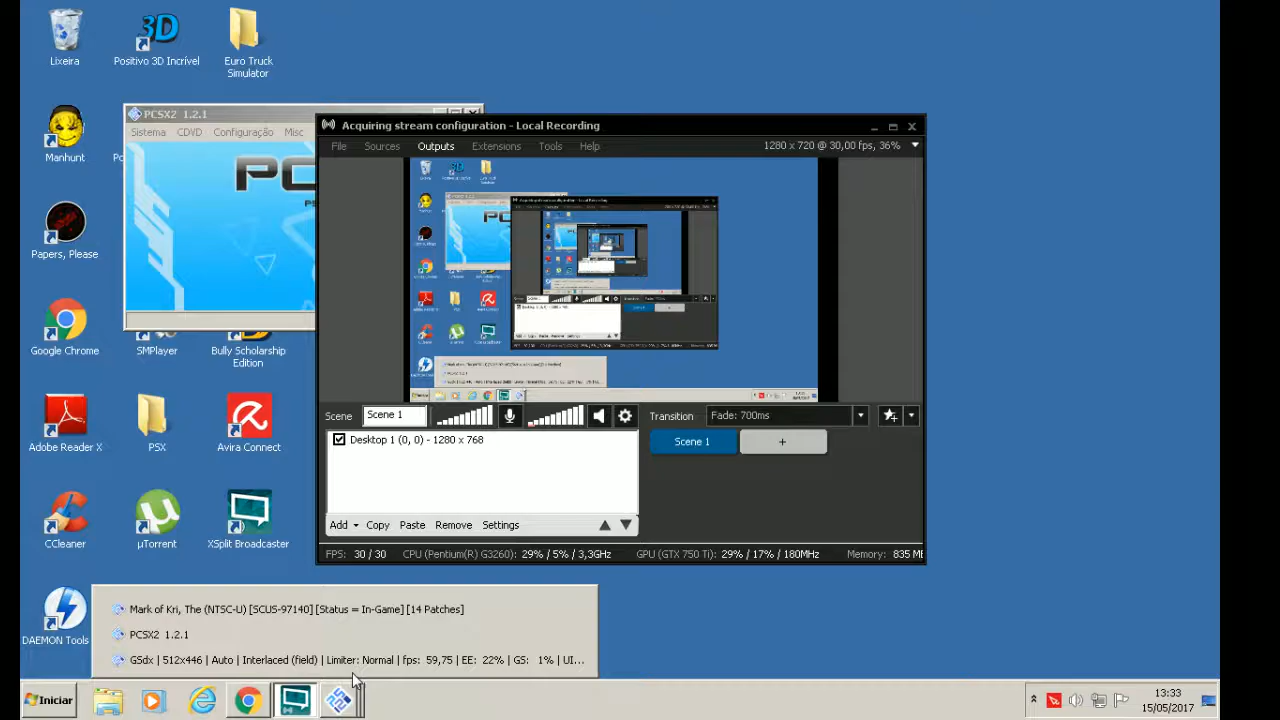 Lixeira
Positivo 3D Incrível
Euro Truck
Simulator
Manhunt
Papers, Please
Google Chrome
SMPlayer
Bully Scholarship
Edition
Adobe Reader X
PSX
Avira Connect
CCleaner
µTorrent
XSplit Broadcaster
DAEMON Tools
PCSX2 1.2.1
Sistema CDVD Configuração Misc
Acquiring stream configuration - Local Recording
File Sources Outputs Extensions Tools Help
1280 x 720 @ 30,00 fps, 36%
Scene Scene 1
Transition Fade: 700ms
Desktop 1 (0, 0) - 1280 x 768
Scene 1 +
Add Copy Paste Remove Settings
FPS: 30 / 30 CPU (Pentium(R) G3260): 29% / 5% / 3,3GHz GPU (GTX 750 Ti): 29% / 17% / 180MHz Memory: 835 M
Mark of Kri, The (NTSC-U) [SCUS-97140] [Status = In-Game] [14 Patches]
PCSX2 1.2.1
GSdx | 512x446 | Auto | Interlaced (field) | Limiter: Normal | fps: 59,75 | EE: 22% | GS: 1% | UI...
Iniciar
13:33
15/05/2017